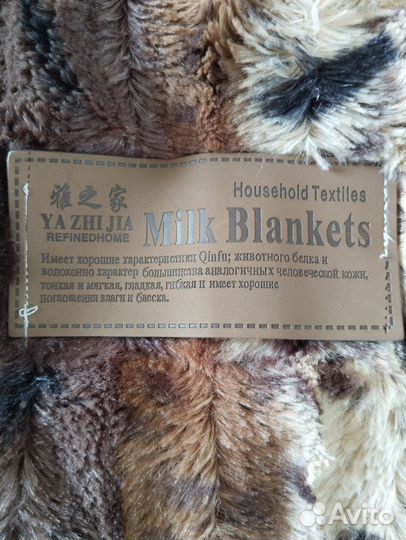 雅之家
YA ZHI JIA
REFINEDHOME
Household Textiles
Milk Blankets
Имеет хорошие характеристики Qinfu; животного белка и
волоконно характер большинства аналогичных человеческой кожи,
тонкая и мягкая, гладкая, гибкая и имеет хорошие
поглощения влаги и блеска.
Avito